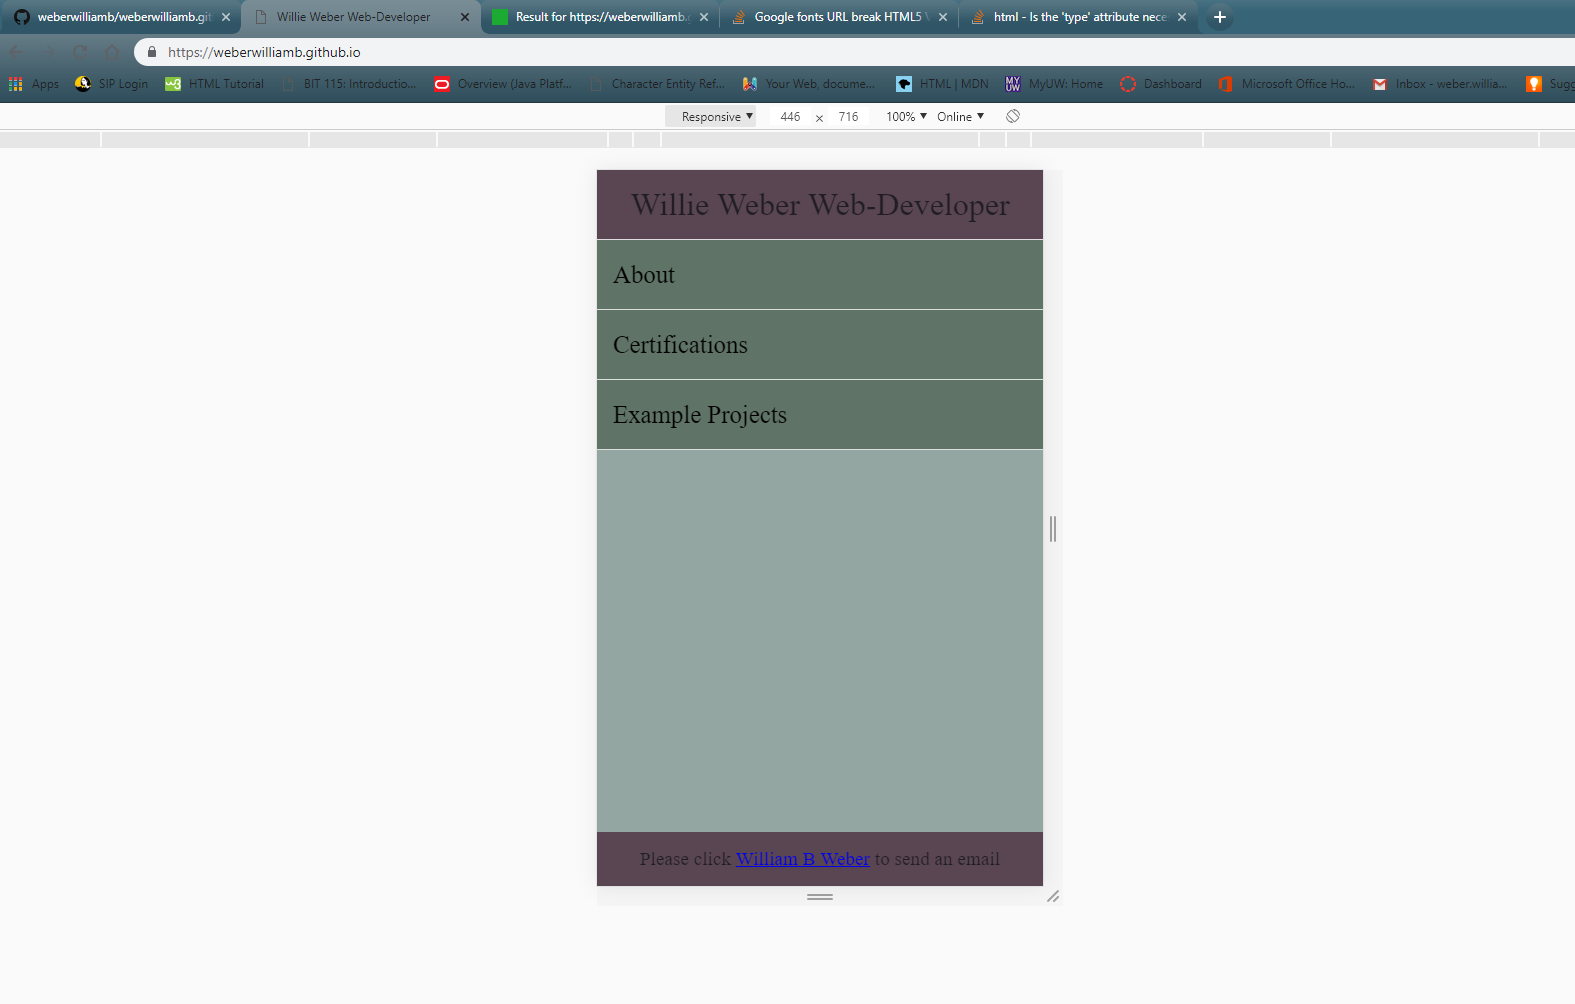 weberwilliamb/weberwilliamb.git
Willie Weber Web-Developer
Result for https://weberwilliamb.g
Google fonts URL break HTML5 V
html - Is the 'type' attribute nece
https://weberwilliamb.github.io
Apps
SIP Login
HTML Tutorial
BIT 115: Introductio...
Overview (Java Platf...
Character Entity Ref...
Your Web, docume...
HTML | MDN
MyUW: Home
Dashboard
Microsoft Office Ho...
Inbox - weber.willia...
Sugg
Responsive 446 × 716 100% Online
Willie Weber Web-Developer
About
Certifications
Example Projects
Please click William B Weber to send an email